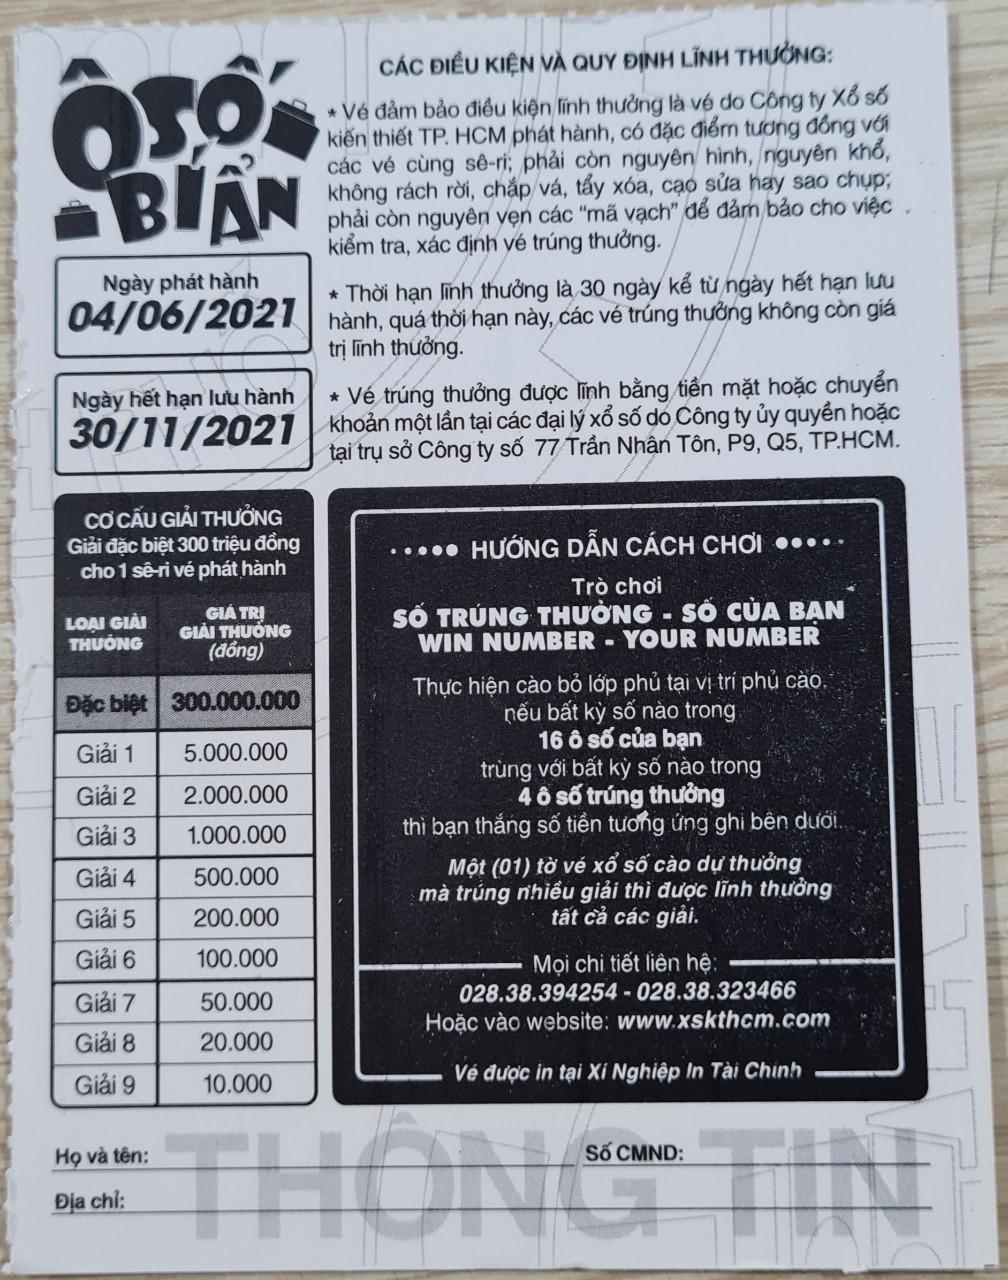 Ô SỐ
BÍ ẨN
CÁC ĐIỀU KIỆN VÀ QUY ĐỊNH LĨNH THƯỞNG:
* Vé đảm bảo điều kiện lĩnh thưởng là vé do Công ty Xổ số
kiến thiết TP. HCM phát hành, có đặc điểm tương đồng với
các vé cùng sê-ri; phải còn nguyên hình, nguyên khổ,
không rách rời, chắp vá, tẩy xóa, cạo sửa hay sao chụp;
phải còn nguyên vẹn các "mã vạch" để đảm bảo cho việc
kiểm tra, xác định vé trúng thưởng.
Ngày phát hành
04/06/2021
* Thời hạn lĩnh thưởng là 30 ngày kể từ ngày hết hạn lưu
hành, quá thời hạn này, các vé trúng thưởng không còn giá
trị lĩnh thưởng.
Ngày hết hạn lưu hành
30/11/2021
* Vé trúng thưởng được lĩnh bằng tiền mặt hoặc chuyển
khoản một lần tại các đại lý xổ số do Công ty ủy quyền hoặc
tại trụ sở Công ty số 77 Trần Nhân Tôn, P9, Q5, TP.HCM.
CƠ CẤU GIẢI THƯỞNG
Giải đặc biệt 300 triệu đồng
cho 1 sê-ri vé phát hành
LOẠI GIẢI THƯỞNG GIÁ TRỊ GIẢI THƯỞNG (đồng)
Đặc biệt 300.000.000
Giải 1 5.000.000
Giải 2 2.000.000
Giải 3 1.000.000
Giải 4 500.000
Giải 5 200.000
Giải 6 100.000
Giải 7 50.000
Giải 8 20.000
Giải 9 10.000
HƯỚNG DẪN CÁCH CHƠI
Trò chơi
SỐ TRÚNG THƯỞNG - SỐ CỦA BẠN
WIN NUMBER - YOUR NUMBER
Thực hiện cào bỏ lớp phủ tại vị trí phủ cào,
nếu bất kỳ số nào trong
16 ô số của bạn
trùng với bất kỳ số nào trong
4 ô số trúng thưởng
thì bạn thắng số tiền tương ứng ghi bên dưới.
Một (01) tờ vé xổ số cào dự thưởng
mà trúng nhiều giải thì được lĩnh thưởng
tất cả các giải.
Mọi chi tiết liên hệ:
028.38.394254 - 028.38.323466
Hoặc vào website: www.xskthcm.com
Vé được in tại Xí Nghiệp In Tài Chính
THÔNG TIN
Họ và tên: Số CMND:
Địa chỉ: